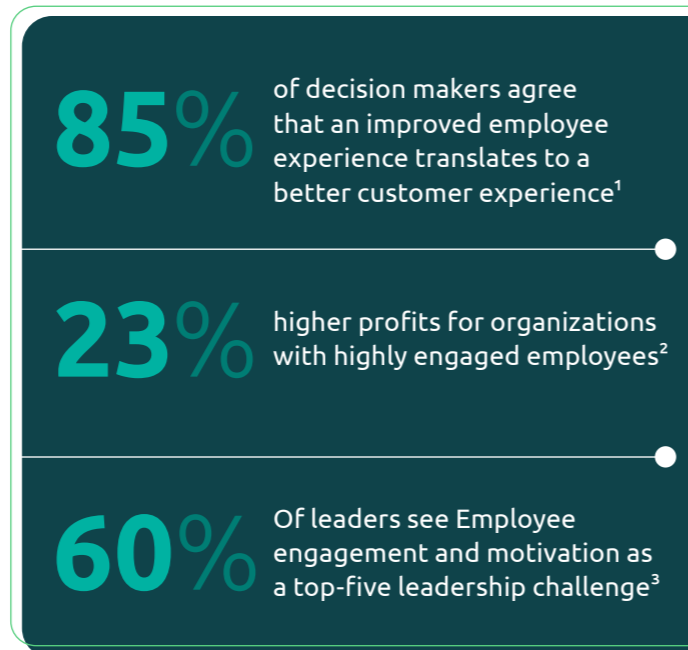 85%
of decision makers agree
that an improved employee
experience translates to a
better customer experience¹
23%
higher profits for organizations
with highly engaged employees²
60%
Of leaders see Employee
engagement and motivation as
a top-five leadership challenge³